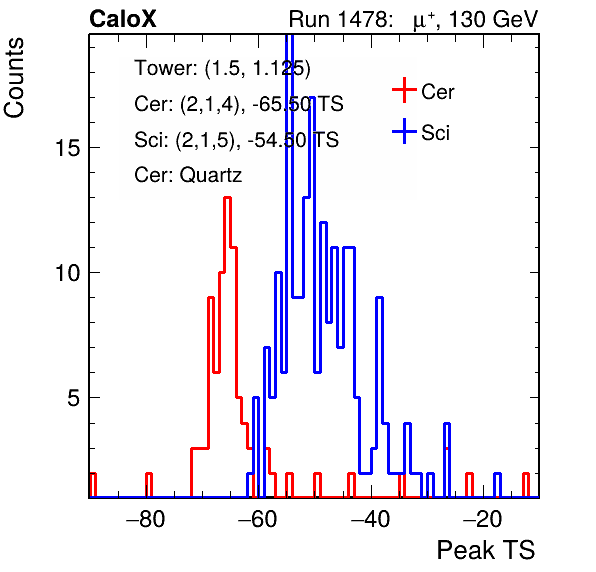 CaloX Run 1478: μ⁺, 130 GeV
Counts
Tower: (1.5, 1.125)
Cer: (2,1,4), -65.50 TS
Sci: (2,1,5), -54.50 TS
Cer: Quartz
Cer
Sci
15
10
5
−80 −60 −40 −20
Peak TS